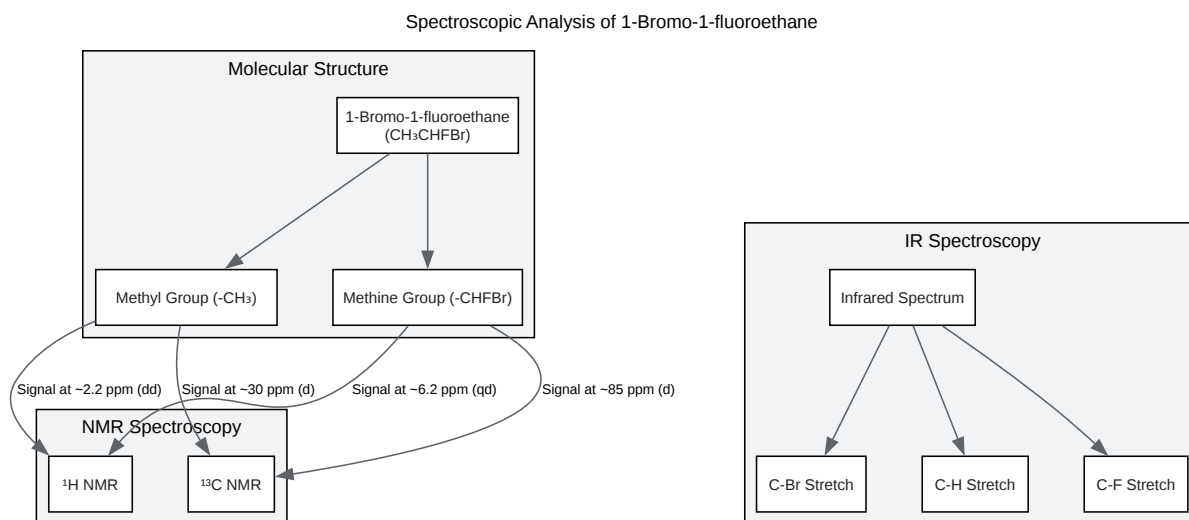 Spectroscopic Analysis of 1-Bromo-1-fluoroethane
Molecular Structure
1-Bromo-1-fluoroethane
(CH₃CHFBr)
Methyl Group (-CH₃)
Methine Group (-CHFBr)
Signal at ~2.2 ppm (dd)
Signal at ~30 ppm (d)
Signal at ~6.2 ppm (qd)
Signal at ~85 ppm (d)
NMR Spectroscopy
¹H NMR
¹³C NMR
IR Spectroscopy
Infrared Spectrum
C-Br Stretch
C-H Stretch
C-F Stretch